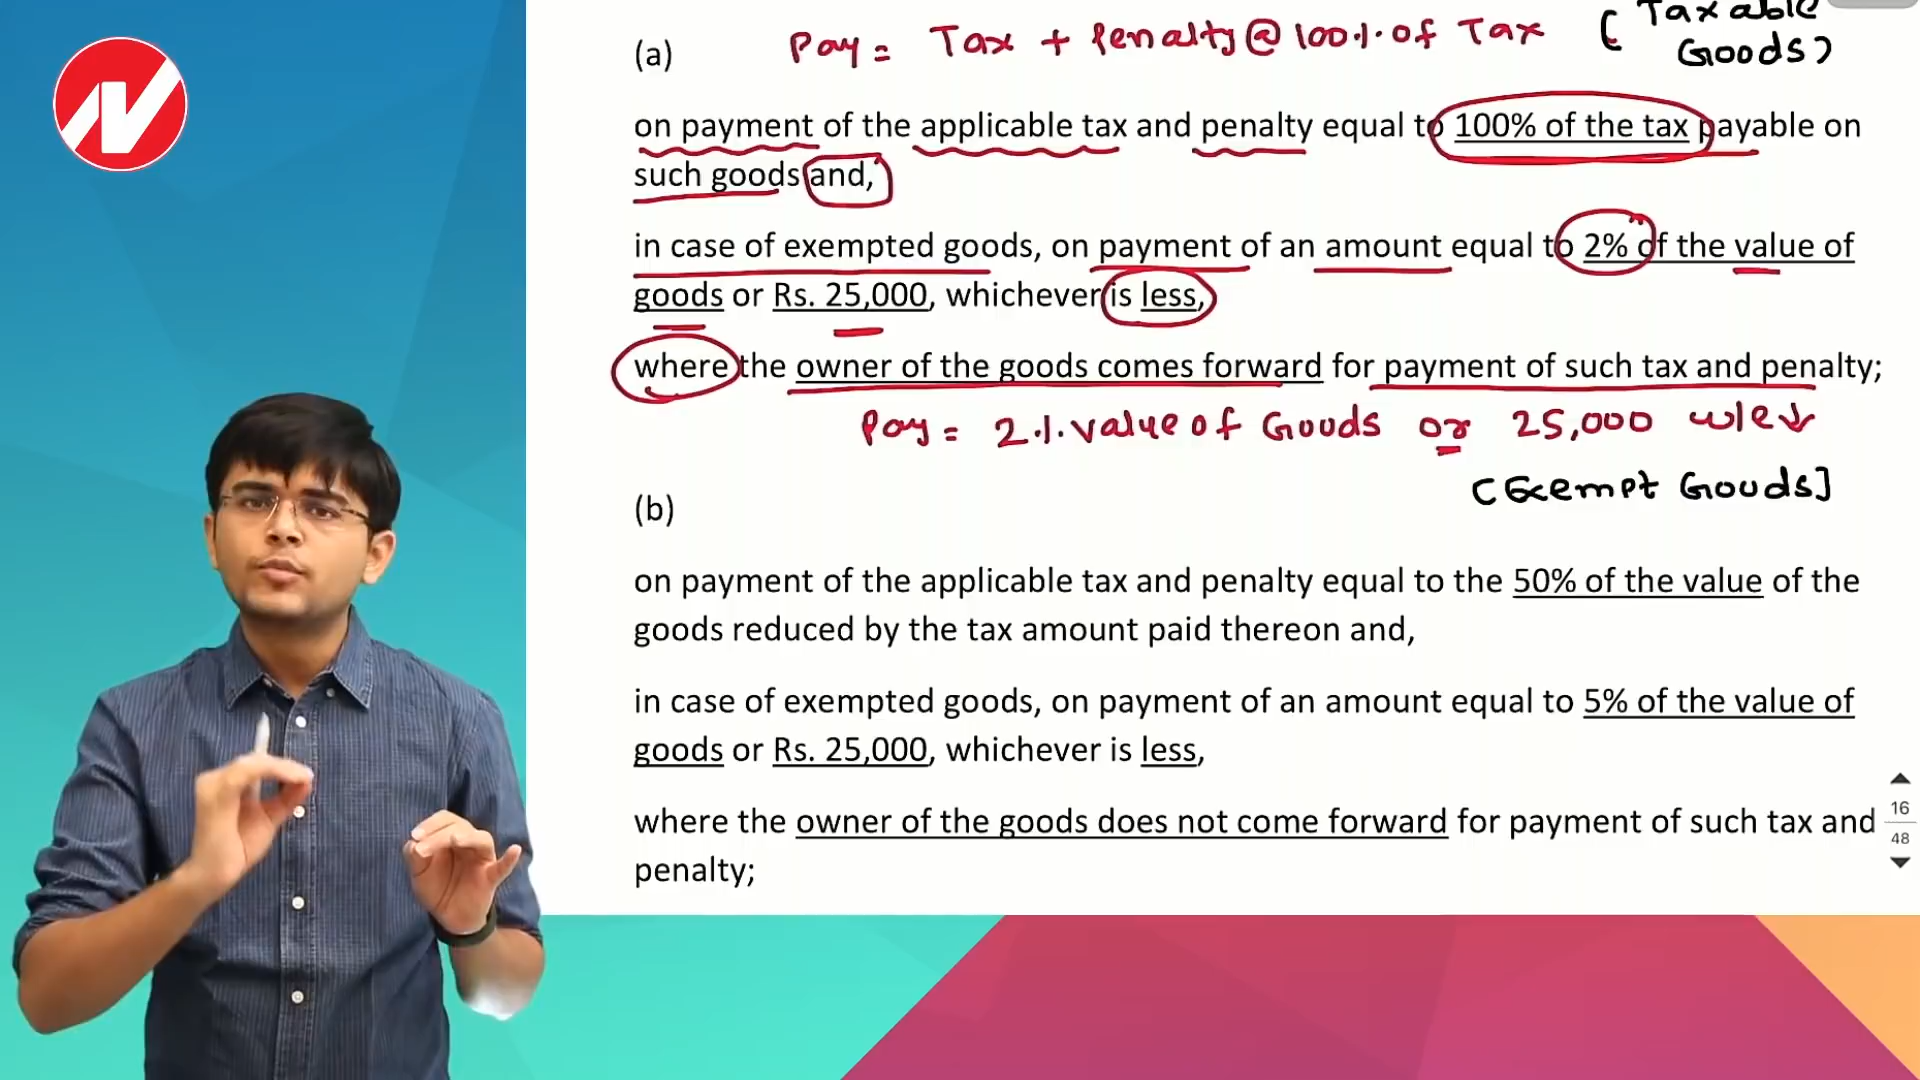 (a) Pay = Tax + Penalty @ 100% of Tax (Taxable
Goods)
on payment of the applicable tax and penalty equal to 100% of the tax payable on
such goods and,
in case of exempted goods, on payment of an amount equal to 2% of the value of
goods or Rs. 25,000, whichever is less,
where the owner of the goods comes forward for payment of such tax and penalty;
Pay = 2% value of Goods or 25,000 w/e↓
(Exempt Goods]
(b)
on payment of the applicable tax and penalty equal to the 50% of the value of the
goods reduced by the tax amount paid thereon and,
in case of exempted goods, on payment of an amount equal to 5% of the value of
goods or Rs. 25,000, whichever is less,
where the owner of the goods does not come forward for payment of such tax and
penalty;
16
48